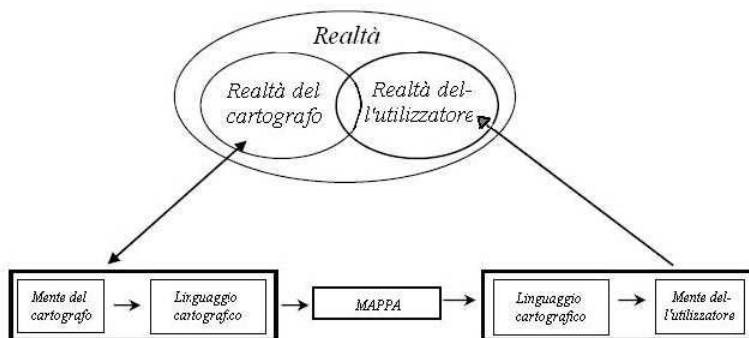 Realtà
Realtà del
cartografo
Realtà del-
l'utilizzatore
Mente del
cartografo
Linguaggio
cartografico
MAPPA
Linguaggio
cartografico
Mente del-
l'utilizzatore